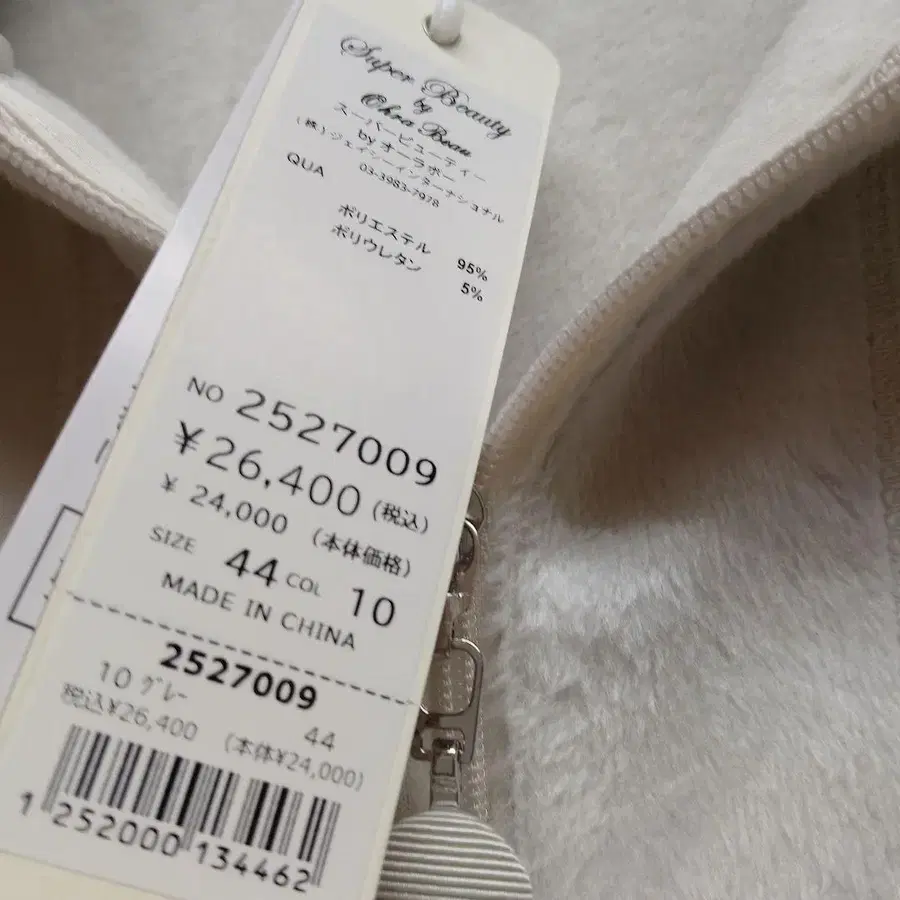 Super Beauty
by
Ohra Beau
スーパービューティー
byオーラボー
(株)ジェイシーインターナショナル
03-3983-7978
QUA
ポリエステル 95%
ポリウレタン 5%
NO 2527009
¥26,400 (税込)
¥ 24,000 (本体価格)
SIZE 44 COL 10
MADE IN CHINA
2527009
10 グレー 44
税込¥26,400 (本体¥24,000)
1 252000 134462